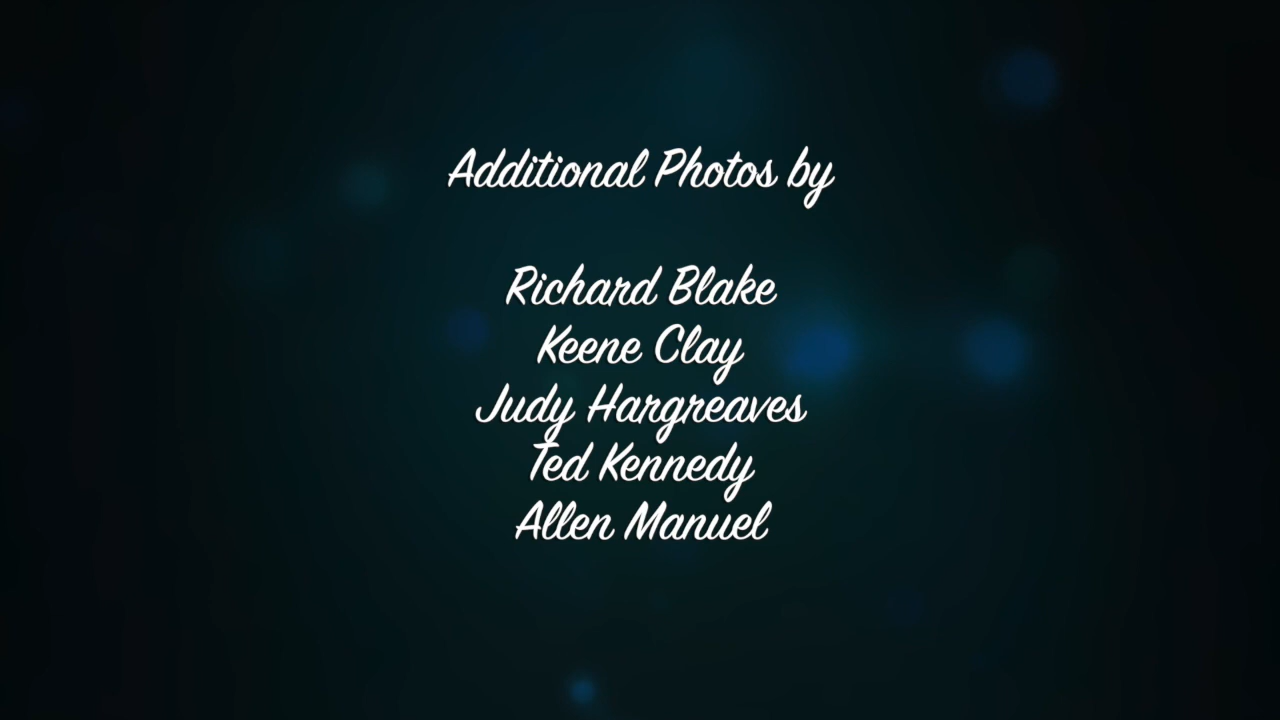 Additional Photos by
Richard Blake
Keene Clay
Judy Hargreaves
Ted Kennedy
Allen Manuel